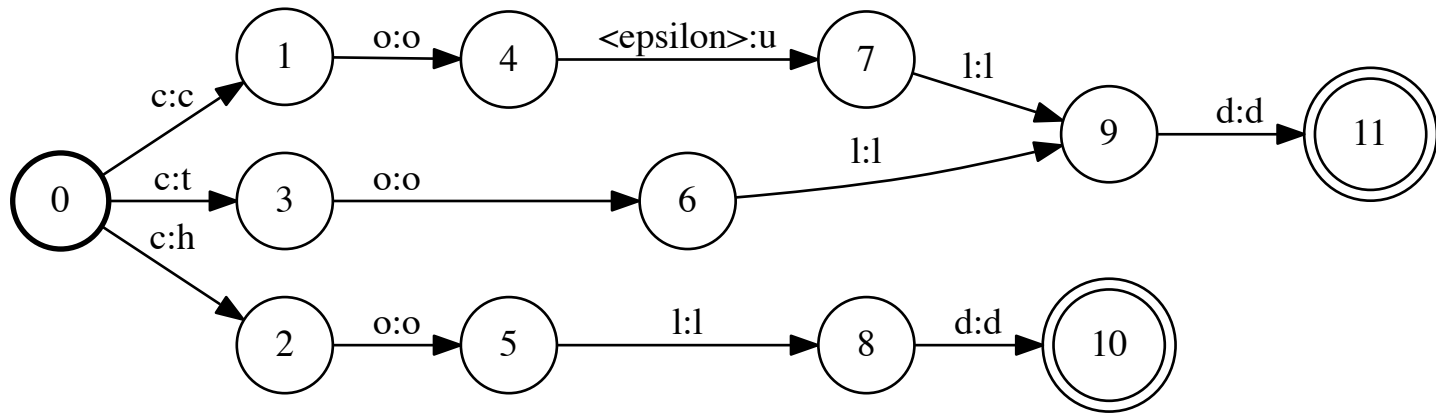 1 o:o 4 <epsilon>:u 7 l:l
c:c 9 d:d 11
0 c:t 3 o:o 6 l:l
c:h
2 o:o 5 l:l 8 d:d 10